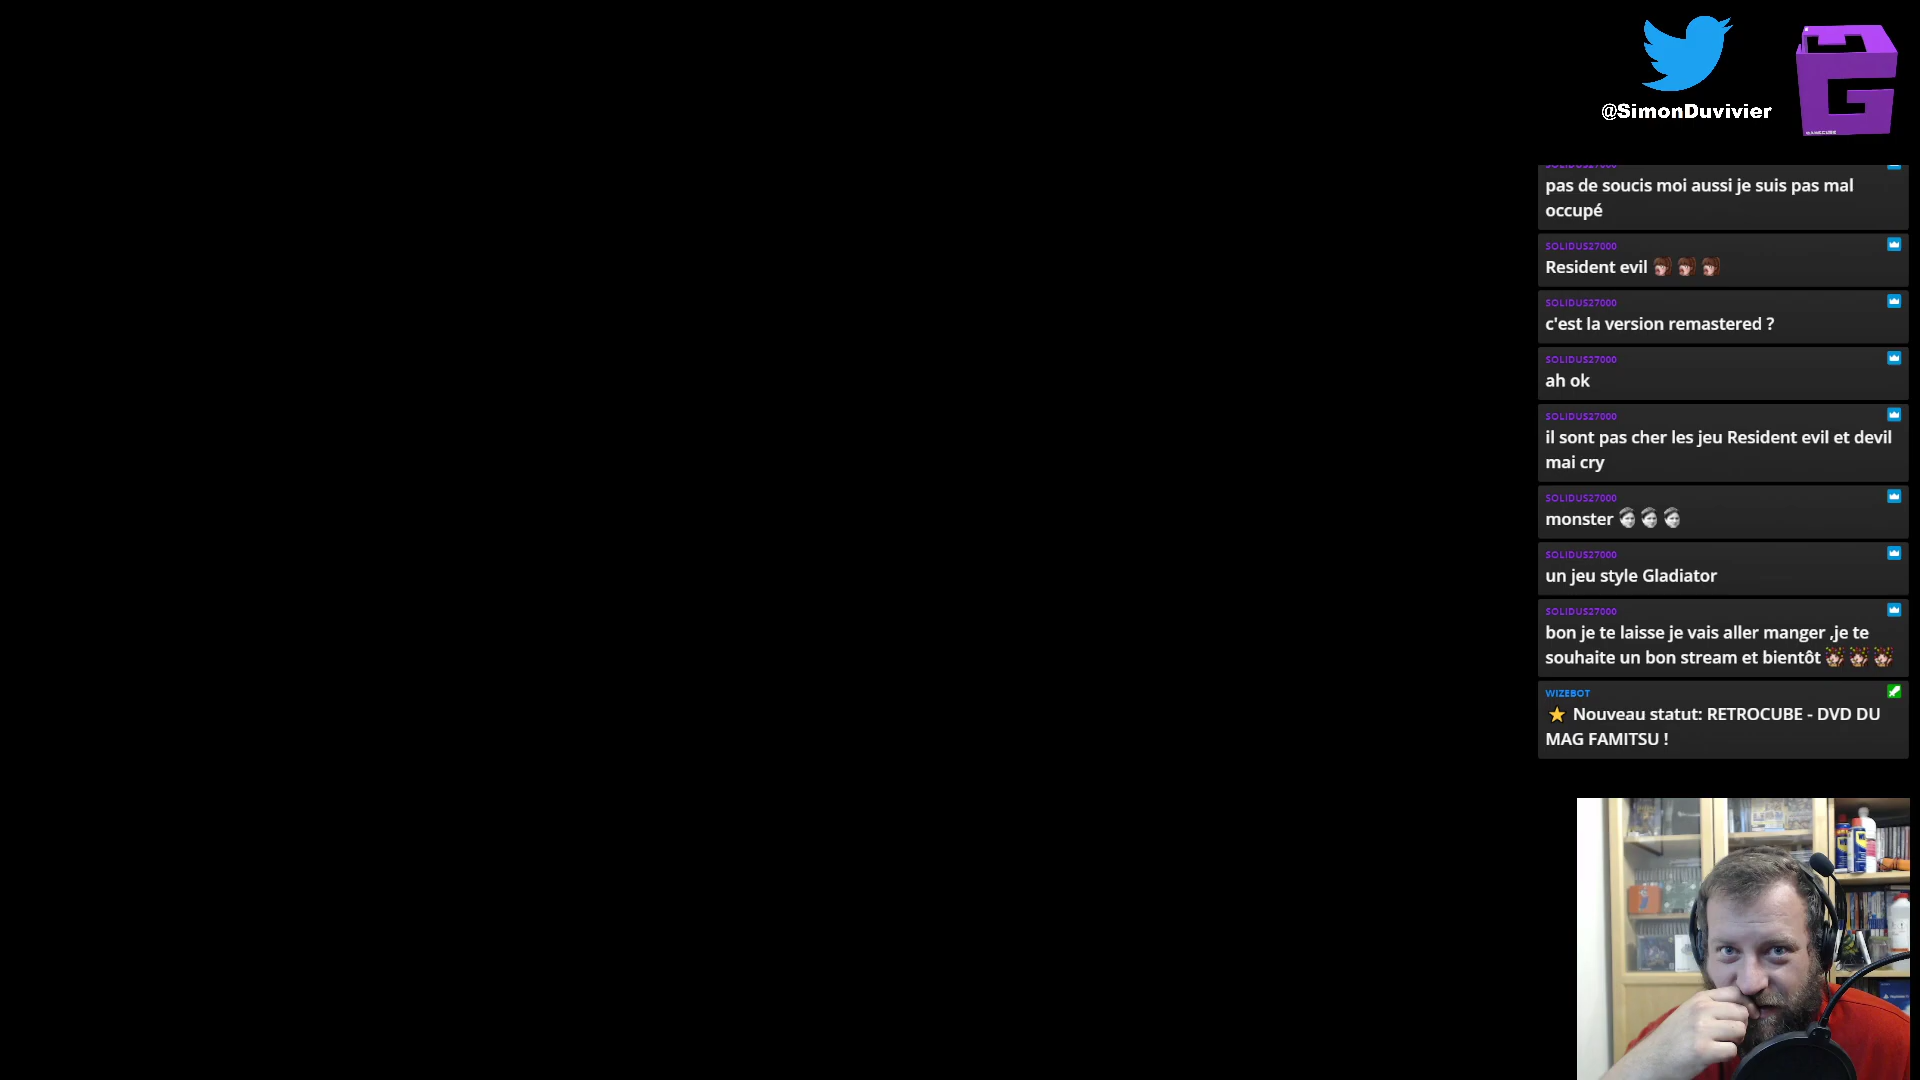 @SimonDuvivier
G
SOLIDUS27000
pas de soucis moi aussi je suis pas mal
occupé
SOLIDUS27000
Resident evil
SOLIDUS27000
c'est la version remastered ?
SOLIDUS27000
ah ok
SOLIDUS27000
il sont pas cher les jeu Resident evil et devil
mai cry
SOLIDUS27000
monster
SOLIDUS27000
un jeu style Gladiator
SOLIDUS27000
bon je te laisse je vais aller manger ,je te
souhaite un bon stream et bientôt
WIZEBOT
Nouveau statut: RETROCUBE - DVD DU
MAG FAMITSU !